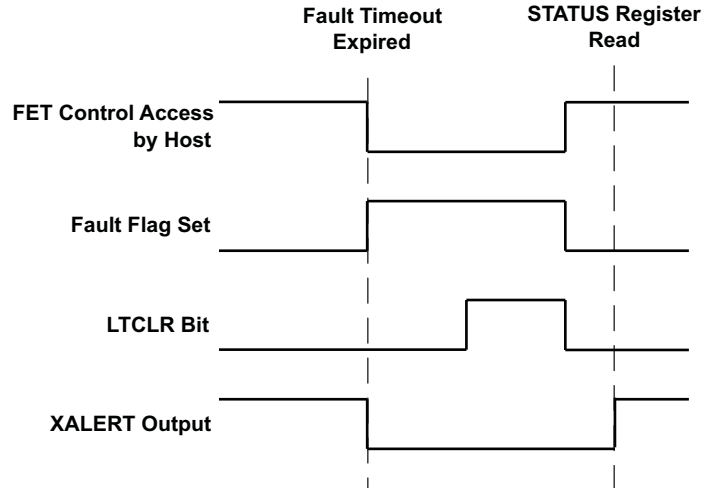 Fault Timeout
Expired
STATUS Register
Read
FET Control Access
by Host
Fault Flag Set
LTCLR Bit
XALERT Output